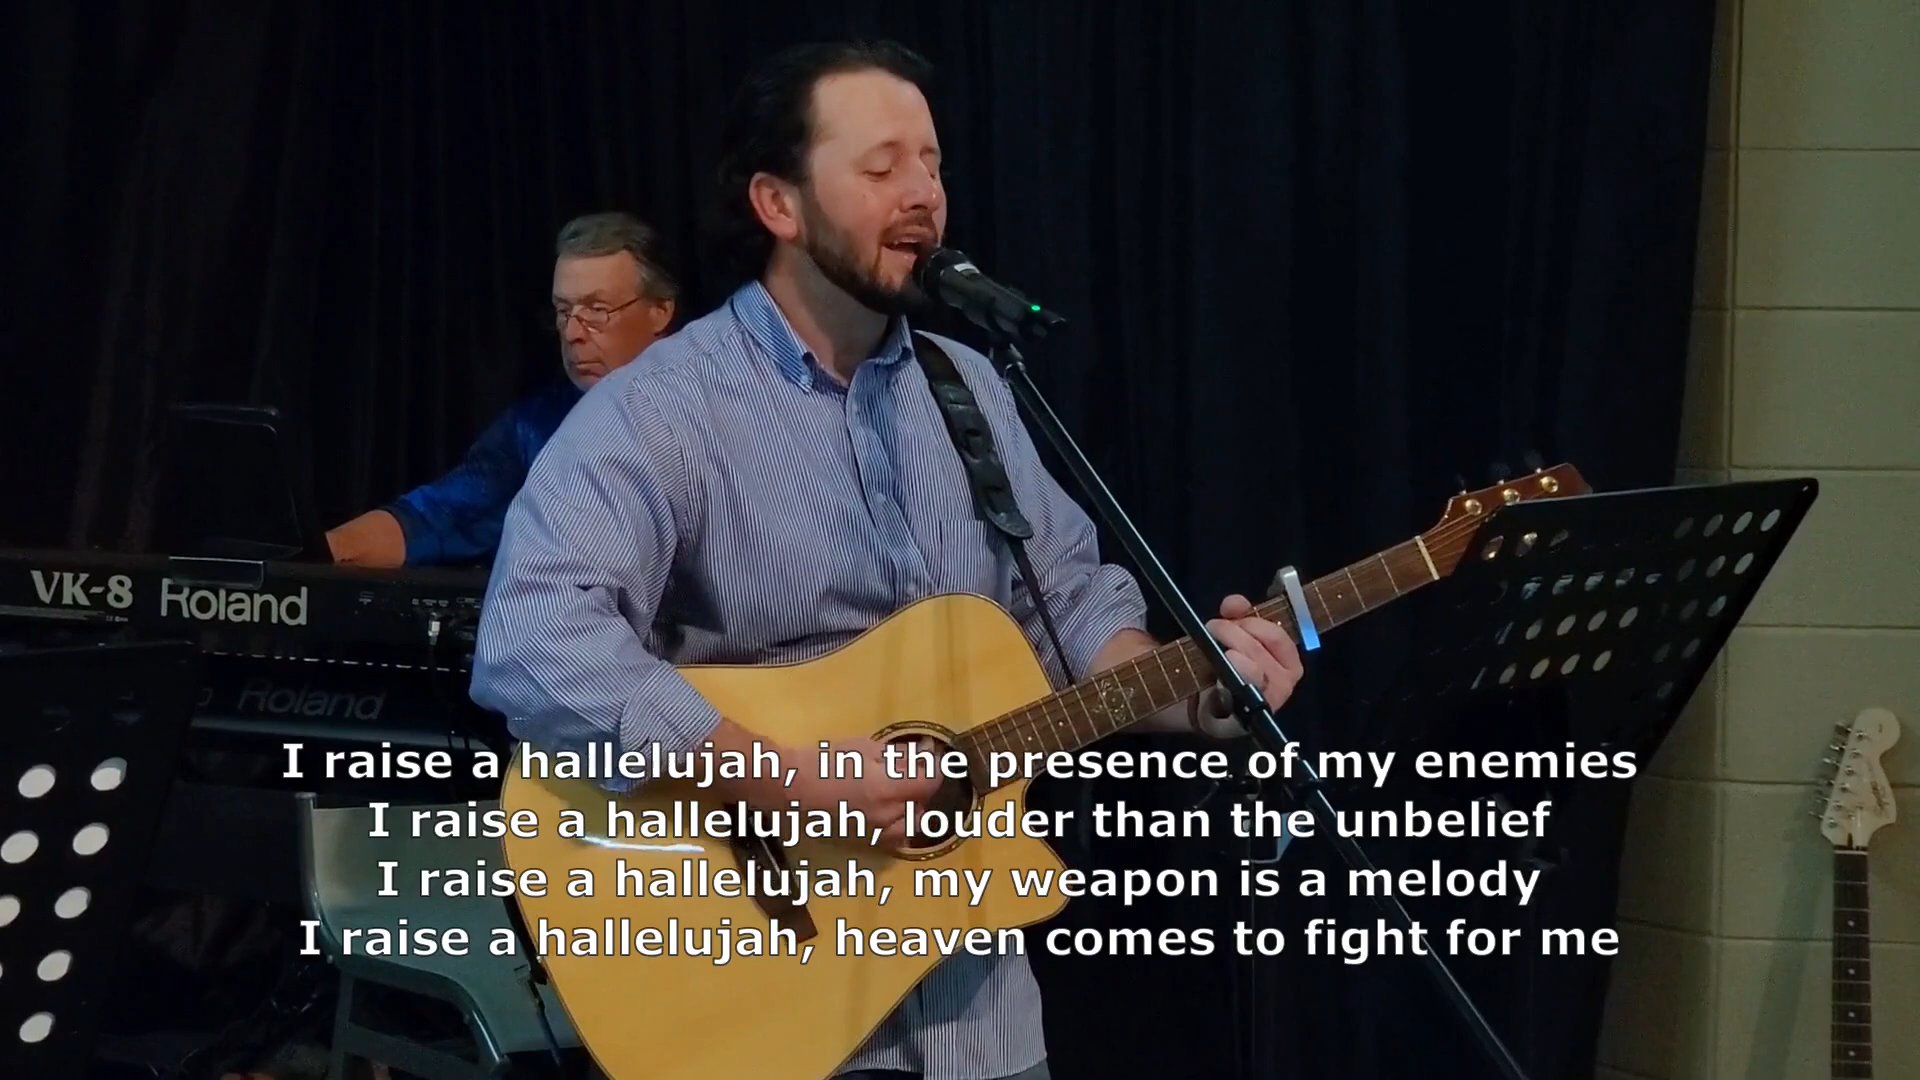 VK-8 Roland
Roland
I raise a hallelujah, in the presence of my enemies
I raise a hallelujah, louder than the unbelief
I raise a hallelujah, my weapon is a melody
I raise a hallelujah, heaven comes to fight for me